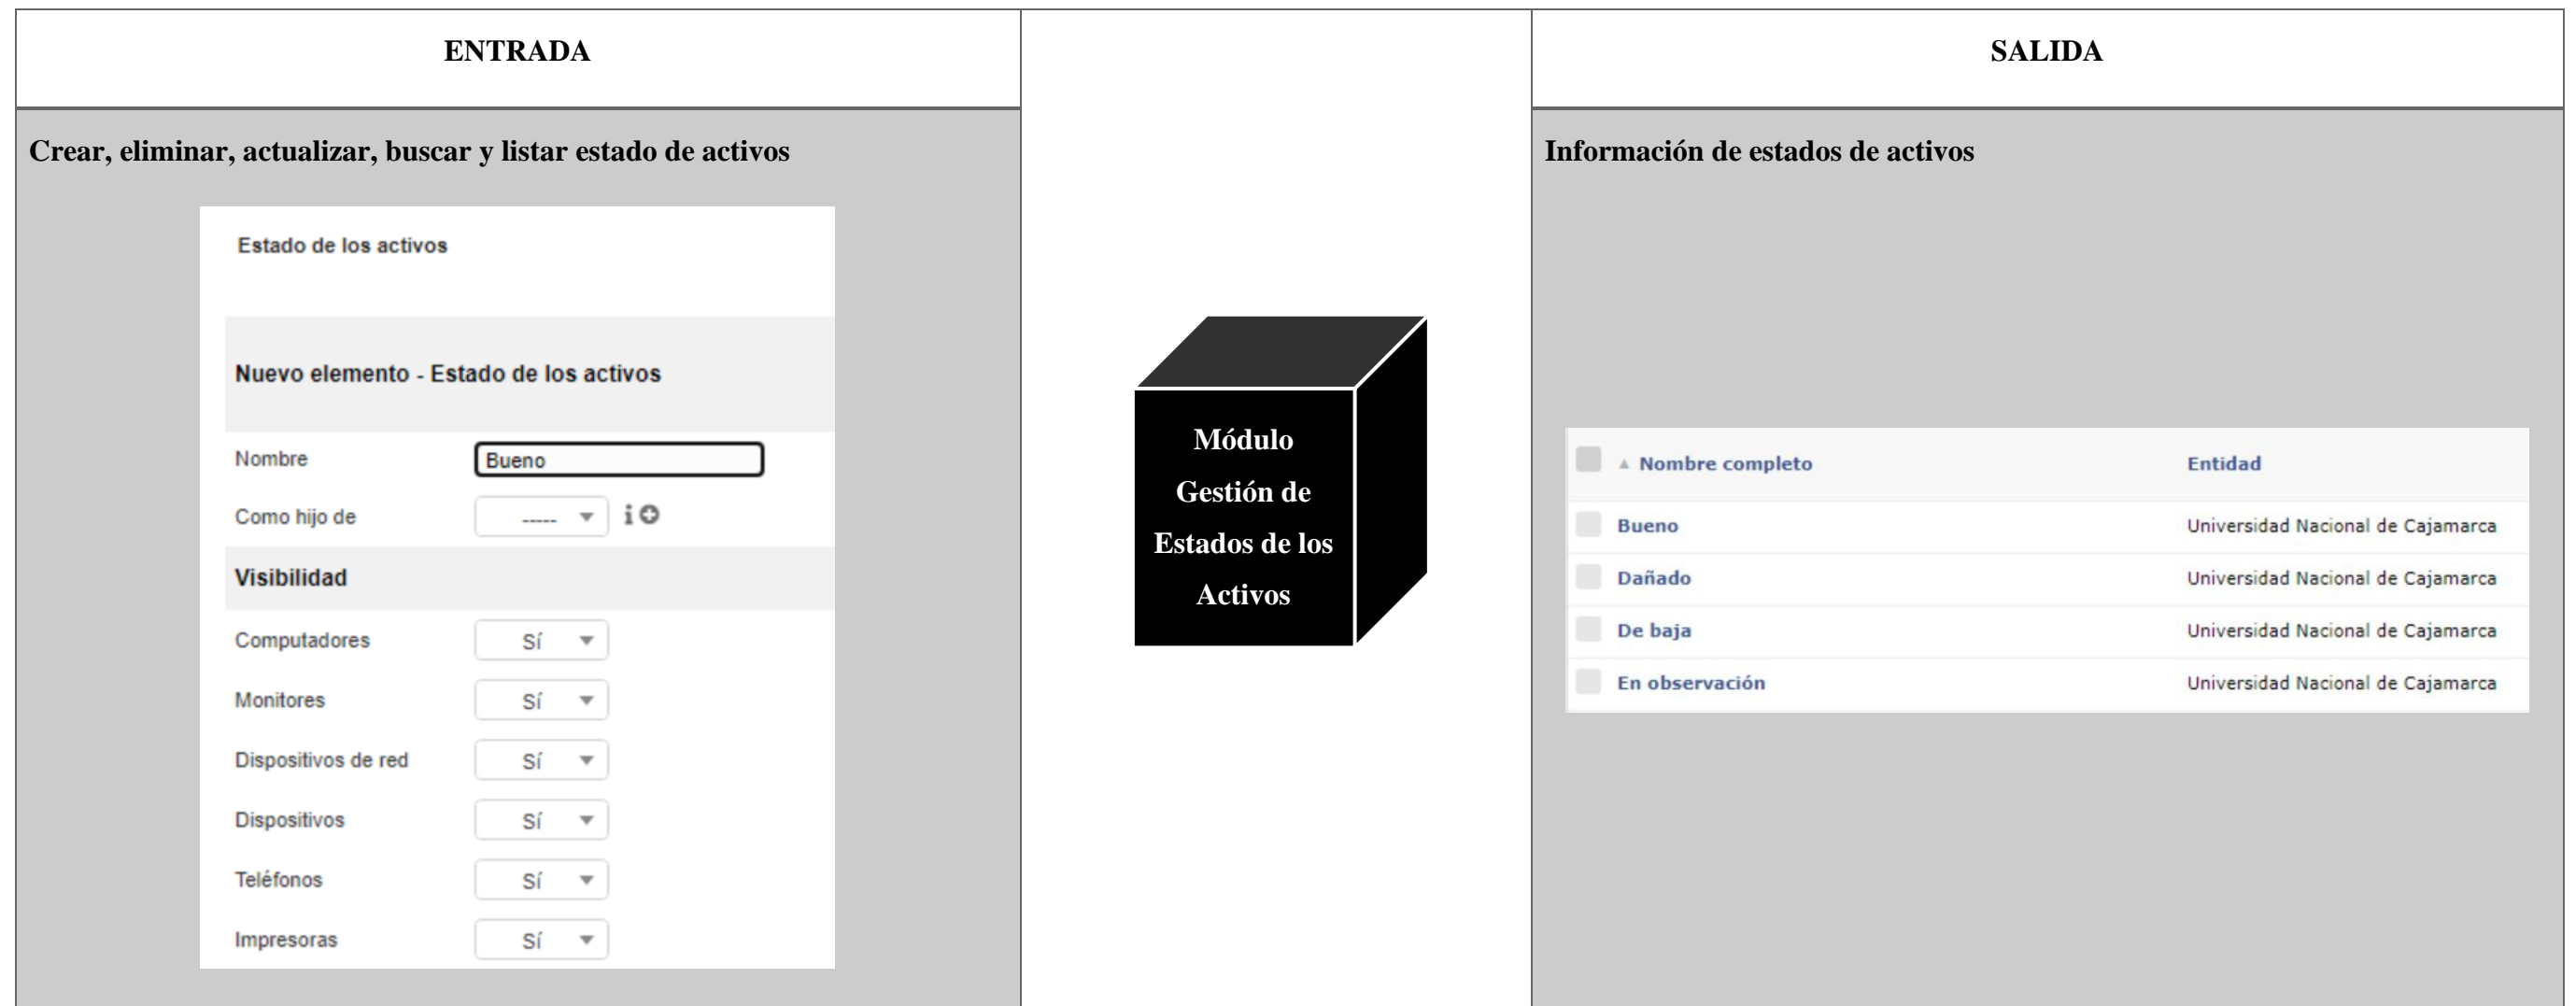 ENTRADA
Crear, eliminar, actualizar, buscar y listar estado de activos
Estado de los activos
Nuevo elemento - Estado de los activos
Nombre Bueno
Como hijo de -----
Visibilidad
Computadores Sí
Monitores Sí
Dispositivos de red Sí
Dispositivos Sí
Teléfonos Sí
Impresoras Sí
Módulo
Gestión de
Estados de los
Activos
SALIDA
Información de estados de activos
Nombre completo Entidad
Bueno Universidad Nacional de Cajamarca
Dañado Universidad Nacional de Cajamarca
De baja Universidad Nacional de Cajamarca
En observación Universidad Nacional de Cajamarca